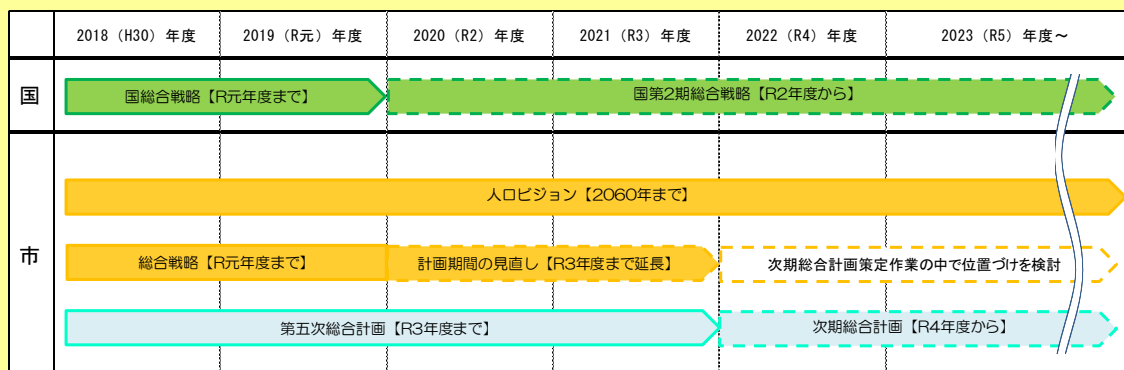 2018（H30）年度 2019（R元）年度 2020（R2）年度 2021（R3）年度 2022（R4）年度 2023（R5）年度～
国 国総合戦略【R元年度まで】 国第2期総合戦略【R2年度から】
人口ビジョン【2060年まで】
市 総合戦略【R元年度まで】 計画期間の見直し【R3年度まで延長】 次期総合計画策定作業の中で位置づけを検討
第五次総合計画【R3年度まで】 次期総合計画【R4年度から】